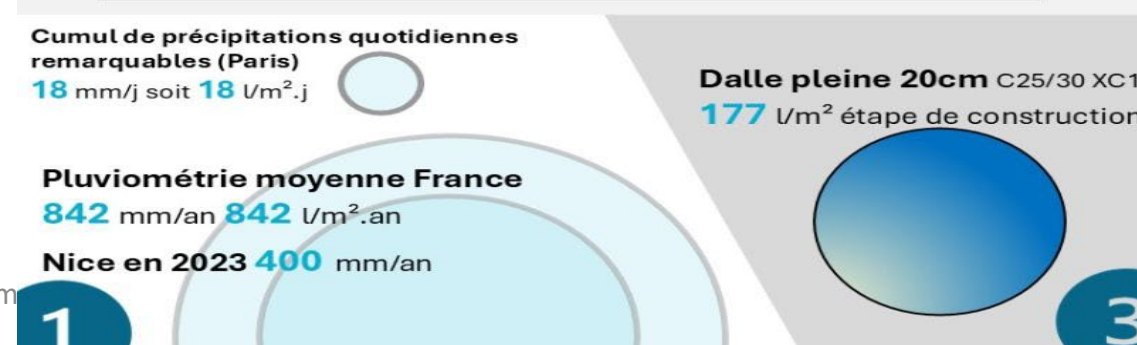 Cumul de précipitations quotidiennes
remarquables (Paris)
18 mm/j soit 18 l/m².j
Pluviométrie moyenne France
842 mm/an 842 l/m².an
Nice en 2023 400 mm/an
1
Dalle pleine 20cm C25/30 XC1
177 l/m² étape de construction
3